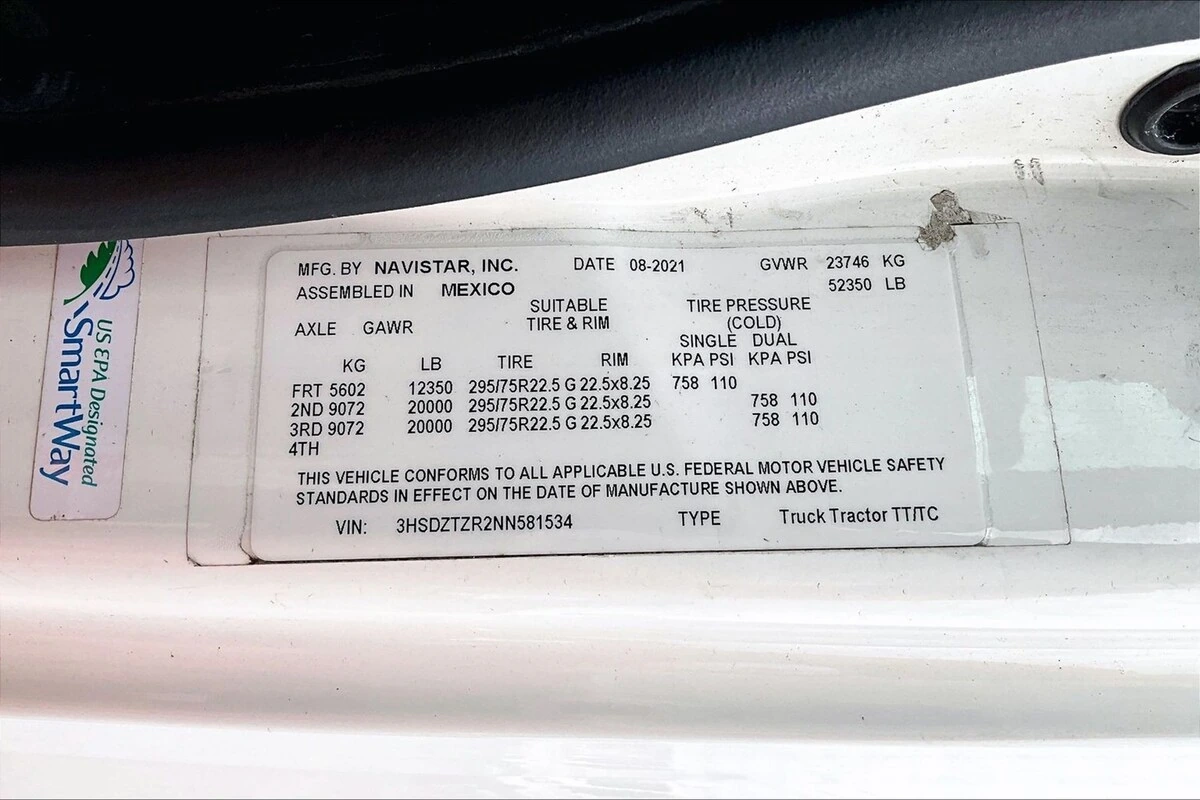 MFG. BY NAVISTAR, INC. DATE 08-2021 GVWR 23746 KG
ASSEMBLED IN MEXICO 52350 LB
SUITABLE TIRE PRESSURE
AXLE GAWR TIRE & RIM (COLD)
SINGLE DUAL
KG LB TIRE RIM KPA PSI KPA PSI
FRT 5602 12350 295/75R22.5 G 22.5x8.25 758 110
2ND 9072 20000 295/75R22.5 G 22.5x8.25 758 110
3RD 9072 20000 295/75R22.5 G 22.5x8.25 758 110
4TH
THIS VEHICLE CONFORMS TO ALL APPLICABLE U.S. FEDERAL MOTOR VEHICLE SAFETY
STANDARDS IN EFFECT ON THE DATE OF MANUFACTURE SHOWN ABOVE.
VIN: 3HSDZTZR2NN581534 TYPE Truck Tractor TT/TC
US EPA Designated
SmartWay